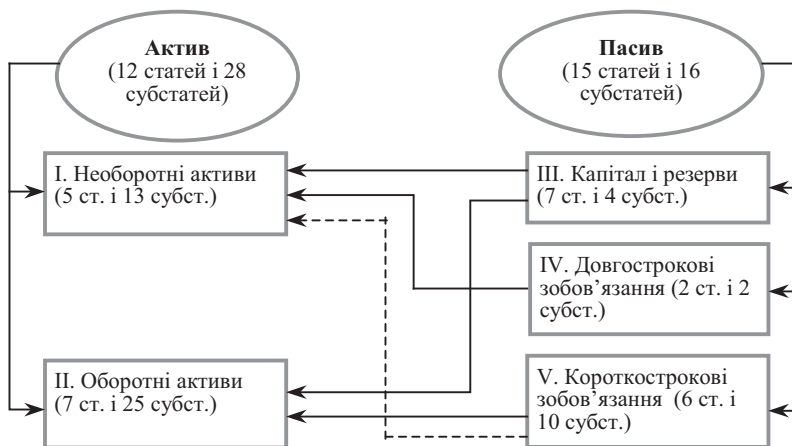 Актив
(12 статей і 28
субстатей)
Пасив
(15 статей і 16
субстатей)
I. Необоротні активи
(5 ст. і 13 субст.)
III. Капітал і резерви
(7 ст. і 4 субст.)
IV. Довгострокові
зобов’язання (2 ст. і 2
субст.)
II. Оборотні активи
(7 ст. і 25 субст.)
V. Короткострокові
зобов’язання (6 ст. і
10 субст.)